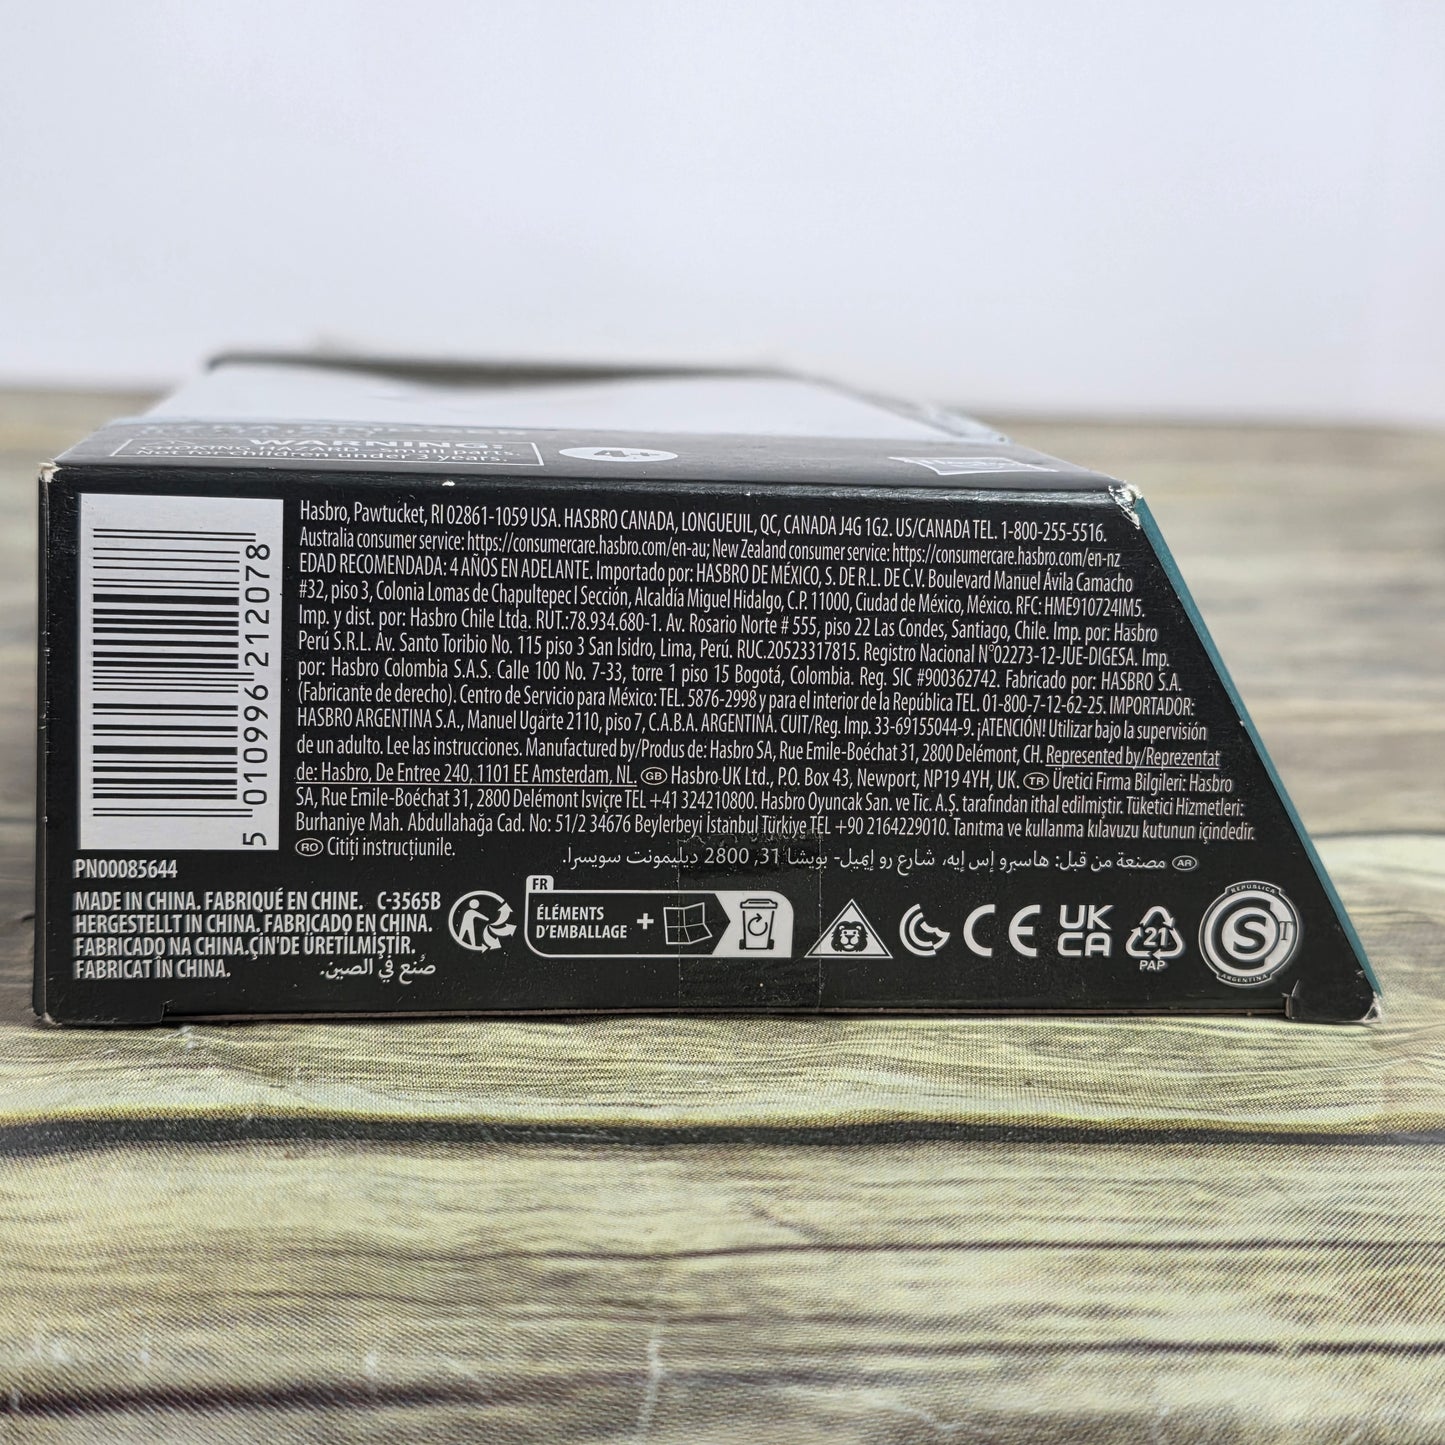 WARNING:
CHOKING HAZARD - Small parts.
Not for children under 3 years.
4+
5 010996 212078
Hasbro, Pawtucket, RI 02861-1059 USA. HASBRO CANADA, LONGUEUIL, QC, CANADA J4G 1G2. US/CANADA TEL. 1-800-255-5516.
Australia consumer service: https://consumercare.hasbro.com/en-au; New Zealand consumer service: https://consumercare.hasbro.com/en-nz
EDAD RECOMENDADA: 4 AÑOS EN ADELANTE. Importado por: HASBRO DE MÉXICO, S. DE R.L. DE C.V. Boulevard Manuel Ávila Camacho
#32, piso 3, Colonia Lomas de Chapultepec I Sección, Alcaldía Miguel Hidalgo, C.P. 11000, Ciudad de México, México. RFC: HME910724IM5.
Imp. y dist. por: Hasbro Chile Ltda. RUT.:78.934.680-1. Av. Rosario Norte # 555, piso 22 Las Condes, Santiago, Chile. Imp. por: Hasbro
Perú S.R.L. Av. Santo Toribio No. 115 piso 3 San Isidro, Lima, Perú. RUC.20523317815. Registro Nacional N°02273-12-JUE-DIGESA. Imp.
por: Hasbro Colombia S.A.S. Calle 100 No. 7-33, torre 1 piso 15 Bogotá, Colombia. Reg. SIC #900362742. Fabricado por: HASBRO S.A.
(Fabricante de derecho). Centro de Servicio para México: TEL. 5876-2998 y para el interior de la República TEL. 01-800-7-12-62-25. IMPORTADOR:
HASBRO ARGENTINA S.A., Manuel Ugarte 2110, piso 7, C.A.B.A. ARGENTINA. CUIT/Reg. Imp. 33-69155044-9. ¡ATENCIÓN! Utilizar bajo la supervisión
de un adulto. Lee las instrucciones. Manufactured by/Produs de: Hasbro SA, Rue Emile-Boéchat 31, 2800 Delémont, CH. Represented by/Reprezentat
de: Hasbro, De Entree 240, 1101 EE Amsterdam, NL. GB Hasbro UK Ltd., P.O. Box 43, Newport, NP19 4YH, UK. TR Üretici Firma Bilgileri: Hasbro
SA, Rue Emile-Boéchat 31, 2800 Delémont İsviçre TEL +41 324210800. Hasbro Oyuncak San. ve Tic. A.Ş. tarafından ithal edilmiştir. Tüketici Hizmetleri:
Burhaniye Mah. Abdullahağa Cad. No: 51/2 34676 Beylerbeyi İstanbul Türkiye TEL +90 2164229010. Tanıtma ve kullanma kılavuzu kutunun içindedir.
RO Citiți instrucțiunile.
AR مصنعة من قبل: هاسبرو إس إيه، شارع رو إميل- بويشا 31, 2800 ديليمونت سويسرا.
PN00085644
MADE IN CHINA. FABRIQUÉ EN CHINE. C-3565B
HERGESTELLT IN CHINA. FABRICADO EN CHINA.
FABRICADO NA CHINA. ÇİN'DE ÜRETİLMİŞTİR.
FABRICAT ÎN CHINA. صُنع في الصين.
FR
ÉLÉMENTS
D'EMBALLAGE +
CE
UK
CA
21
PAP
REPUBLICA
S T
ARGENTINA